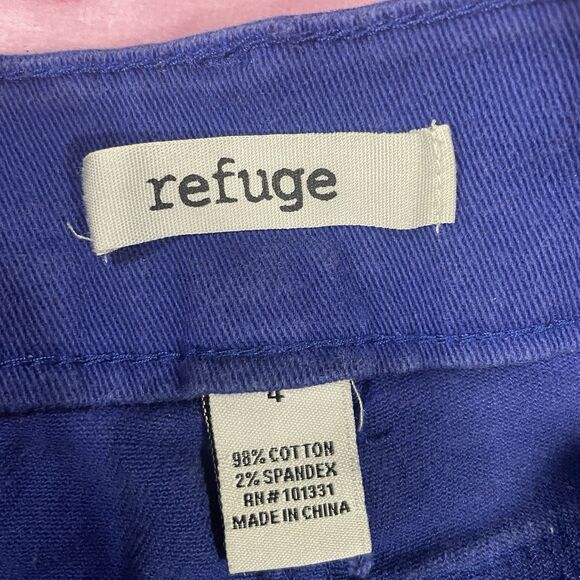 refuge
4
98% COTTON
2% SPANDEX
RN# 101331
MADE IN CHINA